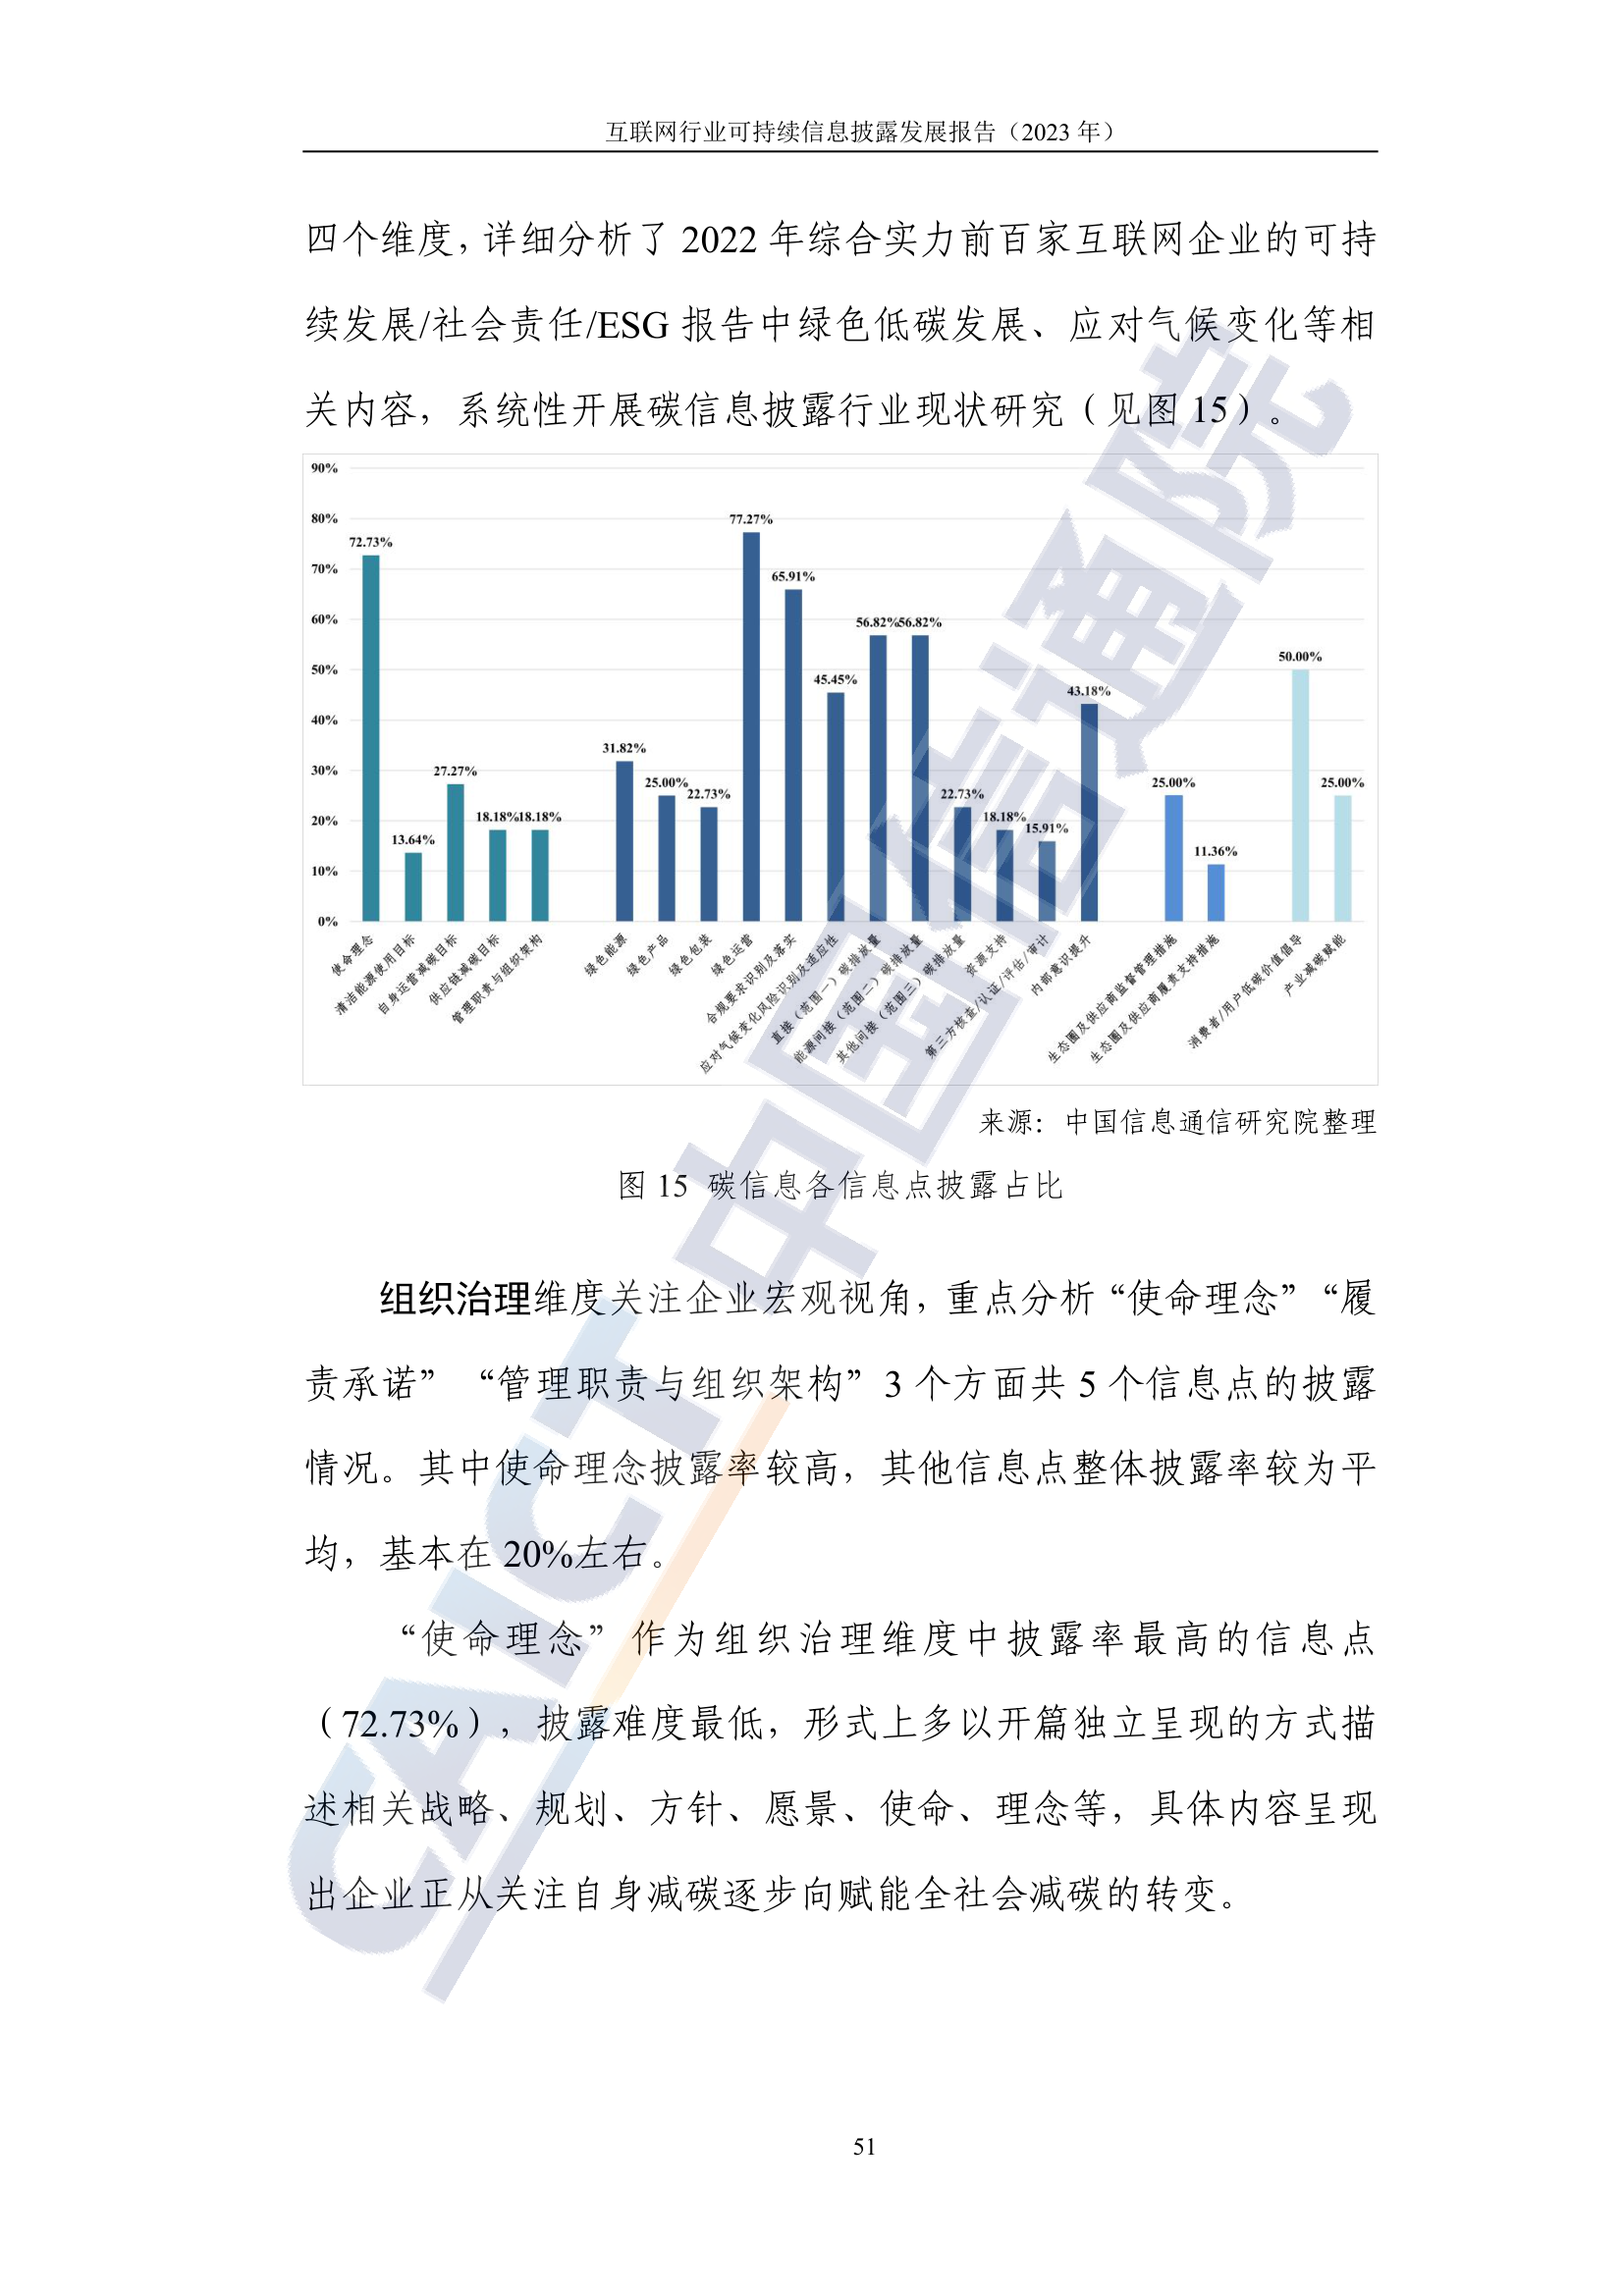 互联网行业可持续信息披露发展报告（2023 年）
四个维度，详细分析了 2022 年综合实力前百家互联网企业的可持
续发展/社会责任/ESG 报告中绿色低碳发展、应对气候变化等相
关内容，系统性开展碳信息披露行业现状研究（见图 15）。
90%
80%
70%
60%
50%
40%
30%
20%
10%
0%
72.73%
13.64%
27.27%
18.18%
18.18%
31.82%
25.00%
22.73%
77.27%
65.91%
45.45%
56.82%
56.82%
22.73%
18.18%
15.91%
43.18%
25.00%
11.36%
50.00%
25.00%
使命理念
清洁能源使用目标
自身运营减碳目标
供应链减碳目标
管理职责与组织架构
绿色能源
绿色产品
绿色包装
绿色运营
合规要求识别及落实
应对气候变化风险识别及适应性
直接（范围一）碳排放量
能源间接（范围二）碳排放量
其他间接（范围三）碳排放量
资源支持
第三方核查/认证/评估/审计
内部意识提升
生态圈及供应商监督管理措施
生态圈及供应商履责支持措施
消费者/用户低碳价值倡导
产业减碳赋能
来源：中国信息通信研究院整理
图 15 碳信息各信息点披露占比
组织治理维度关注企业宏观视角，重点分析“使命理念”“履
责承诺”“管理职责与组织架构”3 个方面共 5 个信息点的披露
情况。其中使命理念披露率较高，其他信息点整体披露率较为平
均，基本在 20%左右。
“使命理念”作为组织治理维度中披露率最高的信息点
（72.73%），披露难度最低，形式上多以开篇独立呈现的方式描
述相关战略、规划、方针、愿景、使命、理念等，具体内容呈现
出企业正从关注自身减碳逐步向赋能全社会减碳的转变。
51
CAICT 中国信通院